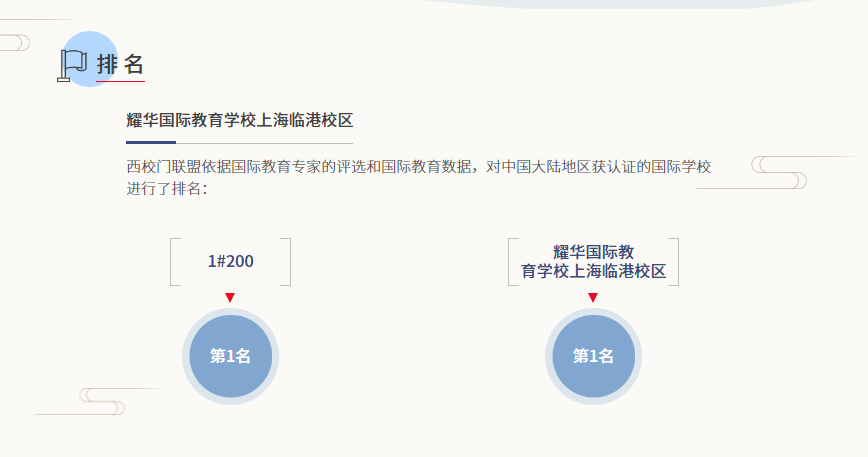 排名
耀华国际教育学校上海临港校区
西校门联盟依据国际教育专家的评选和国际教育数据，对中国大陆地区获认证的国际学校
进行了排名：
1#200
第1名
耀华国际教
育学校上海临港校区
第1名